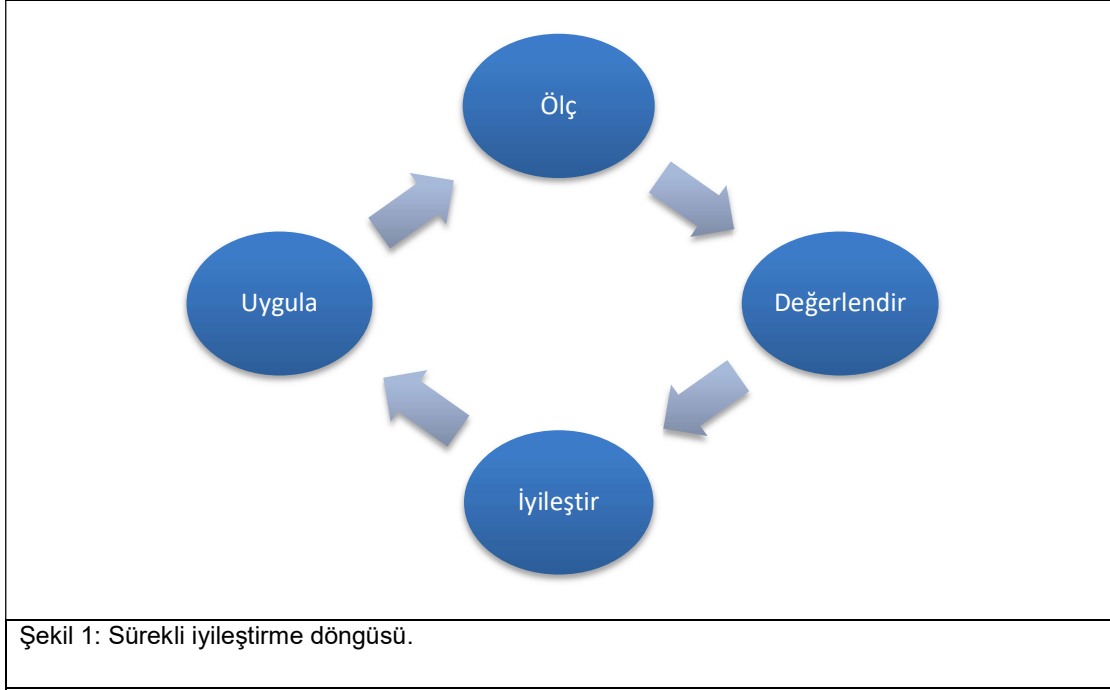 Ölç
Uygula
Değerlendir
İyileştir
Şekil 1: Sürekli iyileştirme döngüsü.